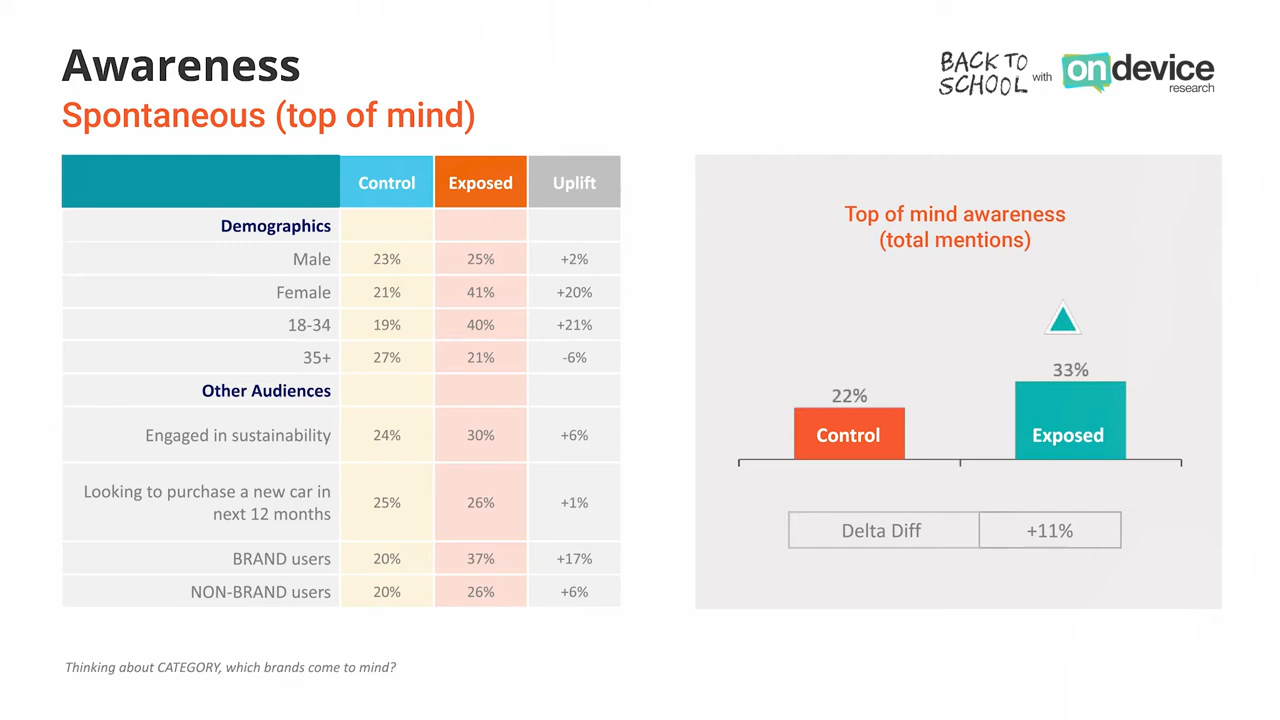 Awareness
Spontaneous (top of mind)
BACK TO
SCHOOL with
ondevice
research
Control Exposed Uplift
Demographics
Male 23% 25% +2%
Female 21% 41% +20%
18-34 19% 40% +21%
35+ 27% 21% -6%
Other Audiences
Engaged in sustainability 24% 30% +6%
Looking to purchase a new car in
next 12 months 25% 26% +1%
BRAND users 20% 37% +17%
NON-BRAND users 20% 26% +6%
Top of mind awareness
(total mentions)
33%
22%
Control Exposed
Delta Diff +11%
Thinking about CATEGORY, which brands come to mind?